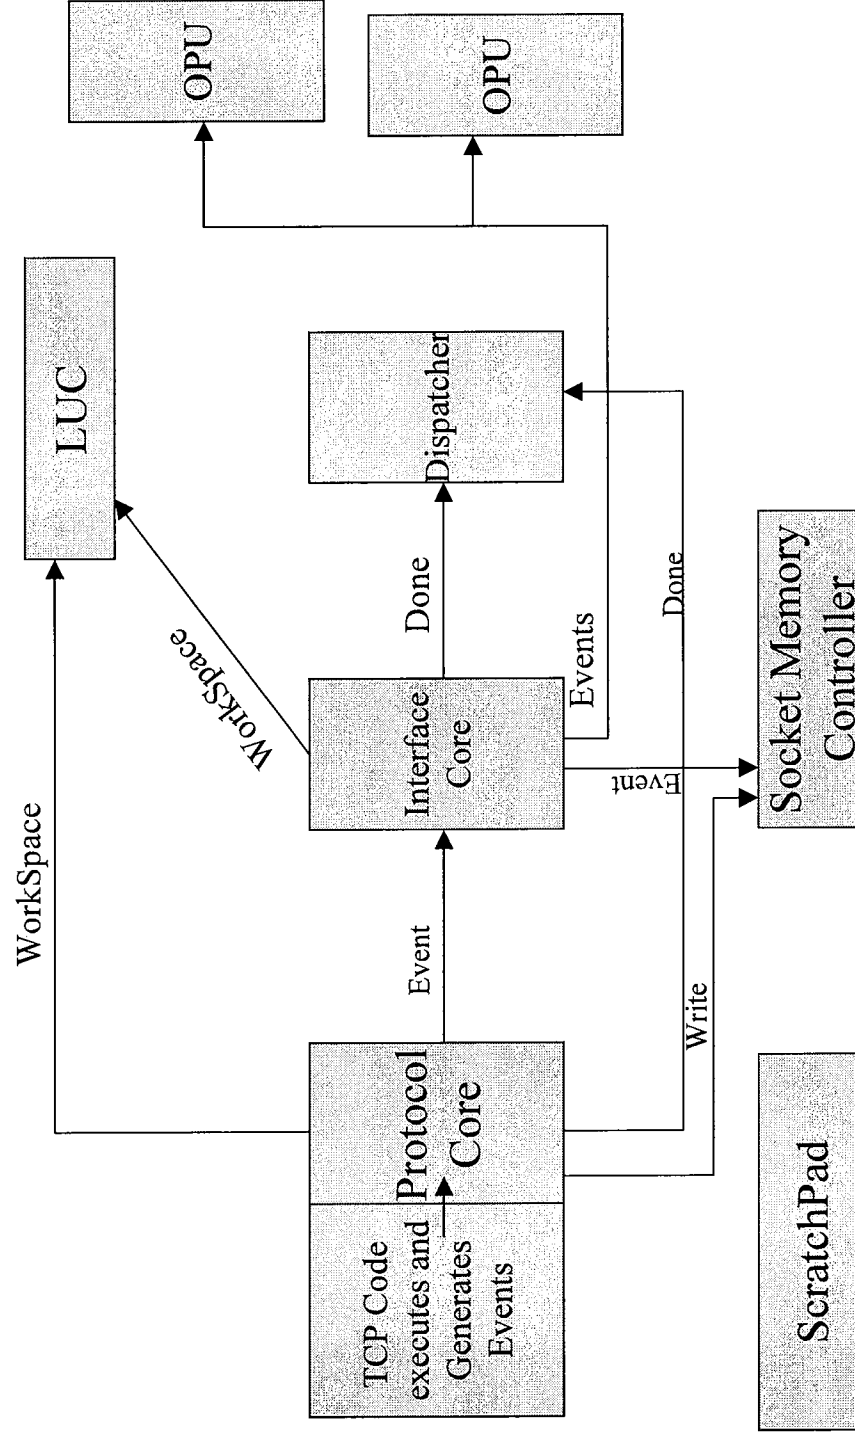 WorkSpace
LUC
OPU
WorkSpace
OPU
TCP Code
executes and
Generates
Events
Protocol
Core
Event
Interface
Core
Done
Dispatcher
Events
Event
Done
Write
ScratchPad
Socket Memory
Controller